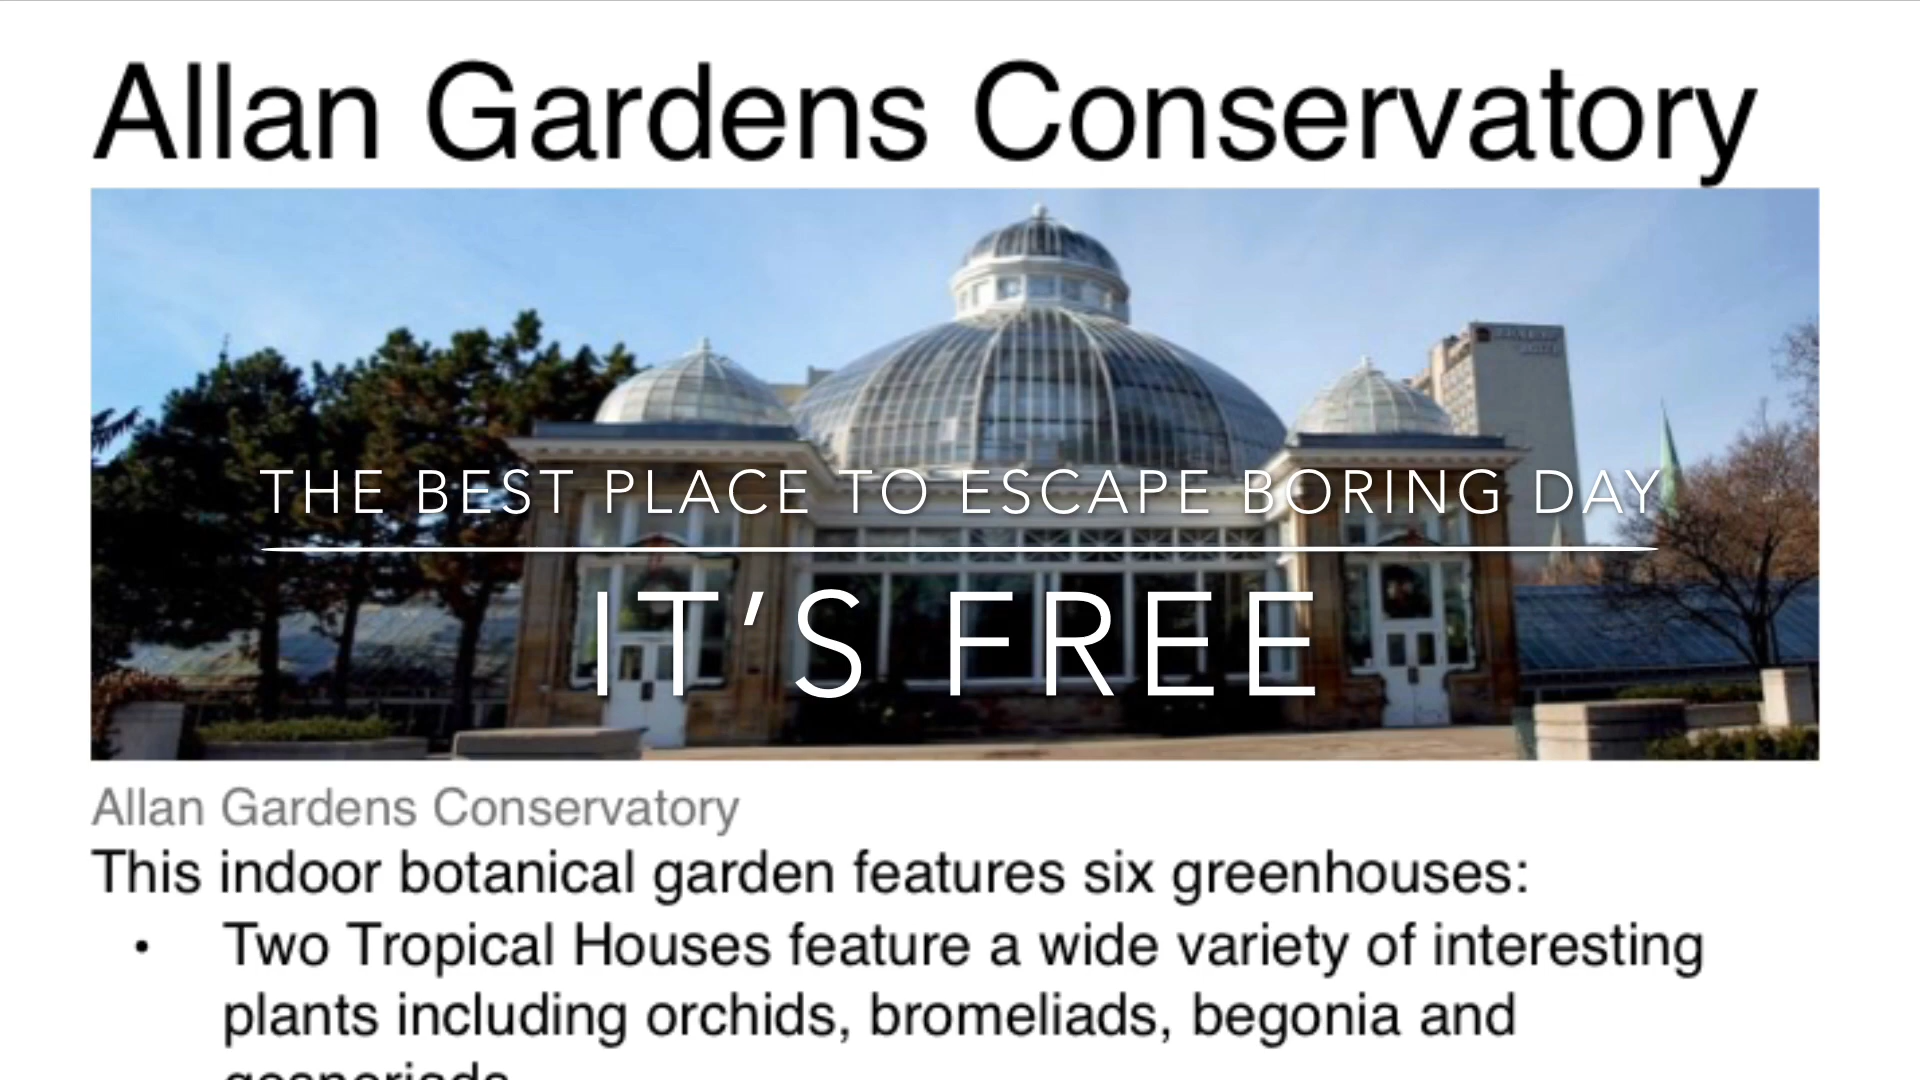 Allan Gardens Conservatory
THE BEST PLACE TO ESCAPE BORING DAY
IT'S FREE
Allan Gardens Conservatory
This indoor botanical garden features six greenhouses:
• Two Tropical Houses feature a wide variety of interesting
plants including orchids, bromeliads, begonia and